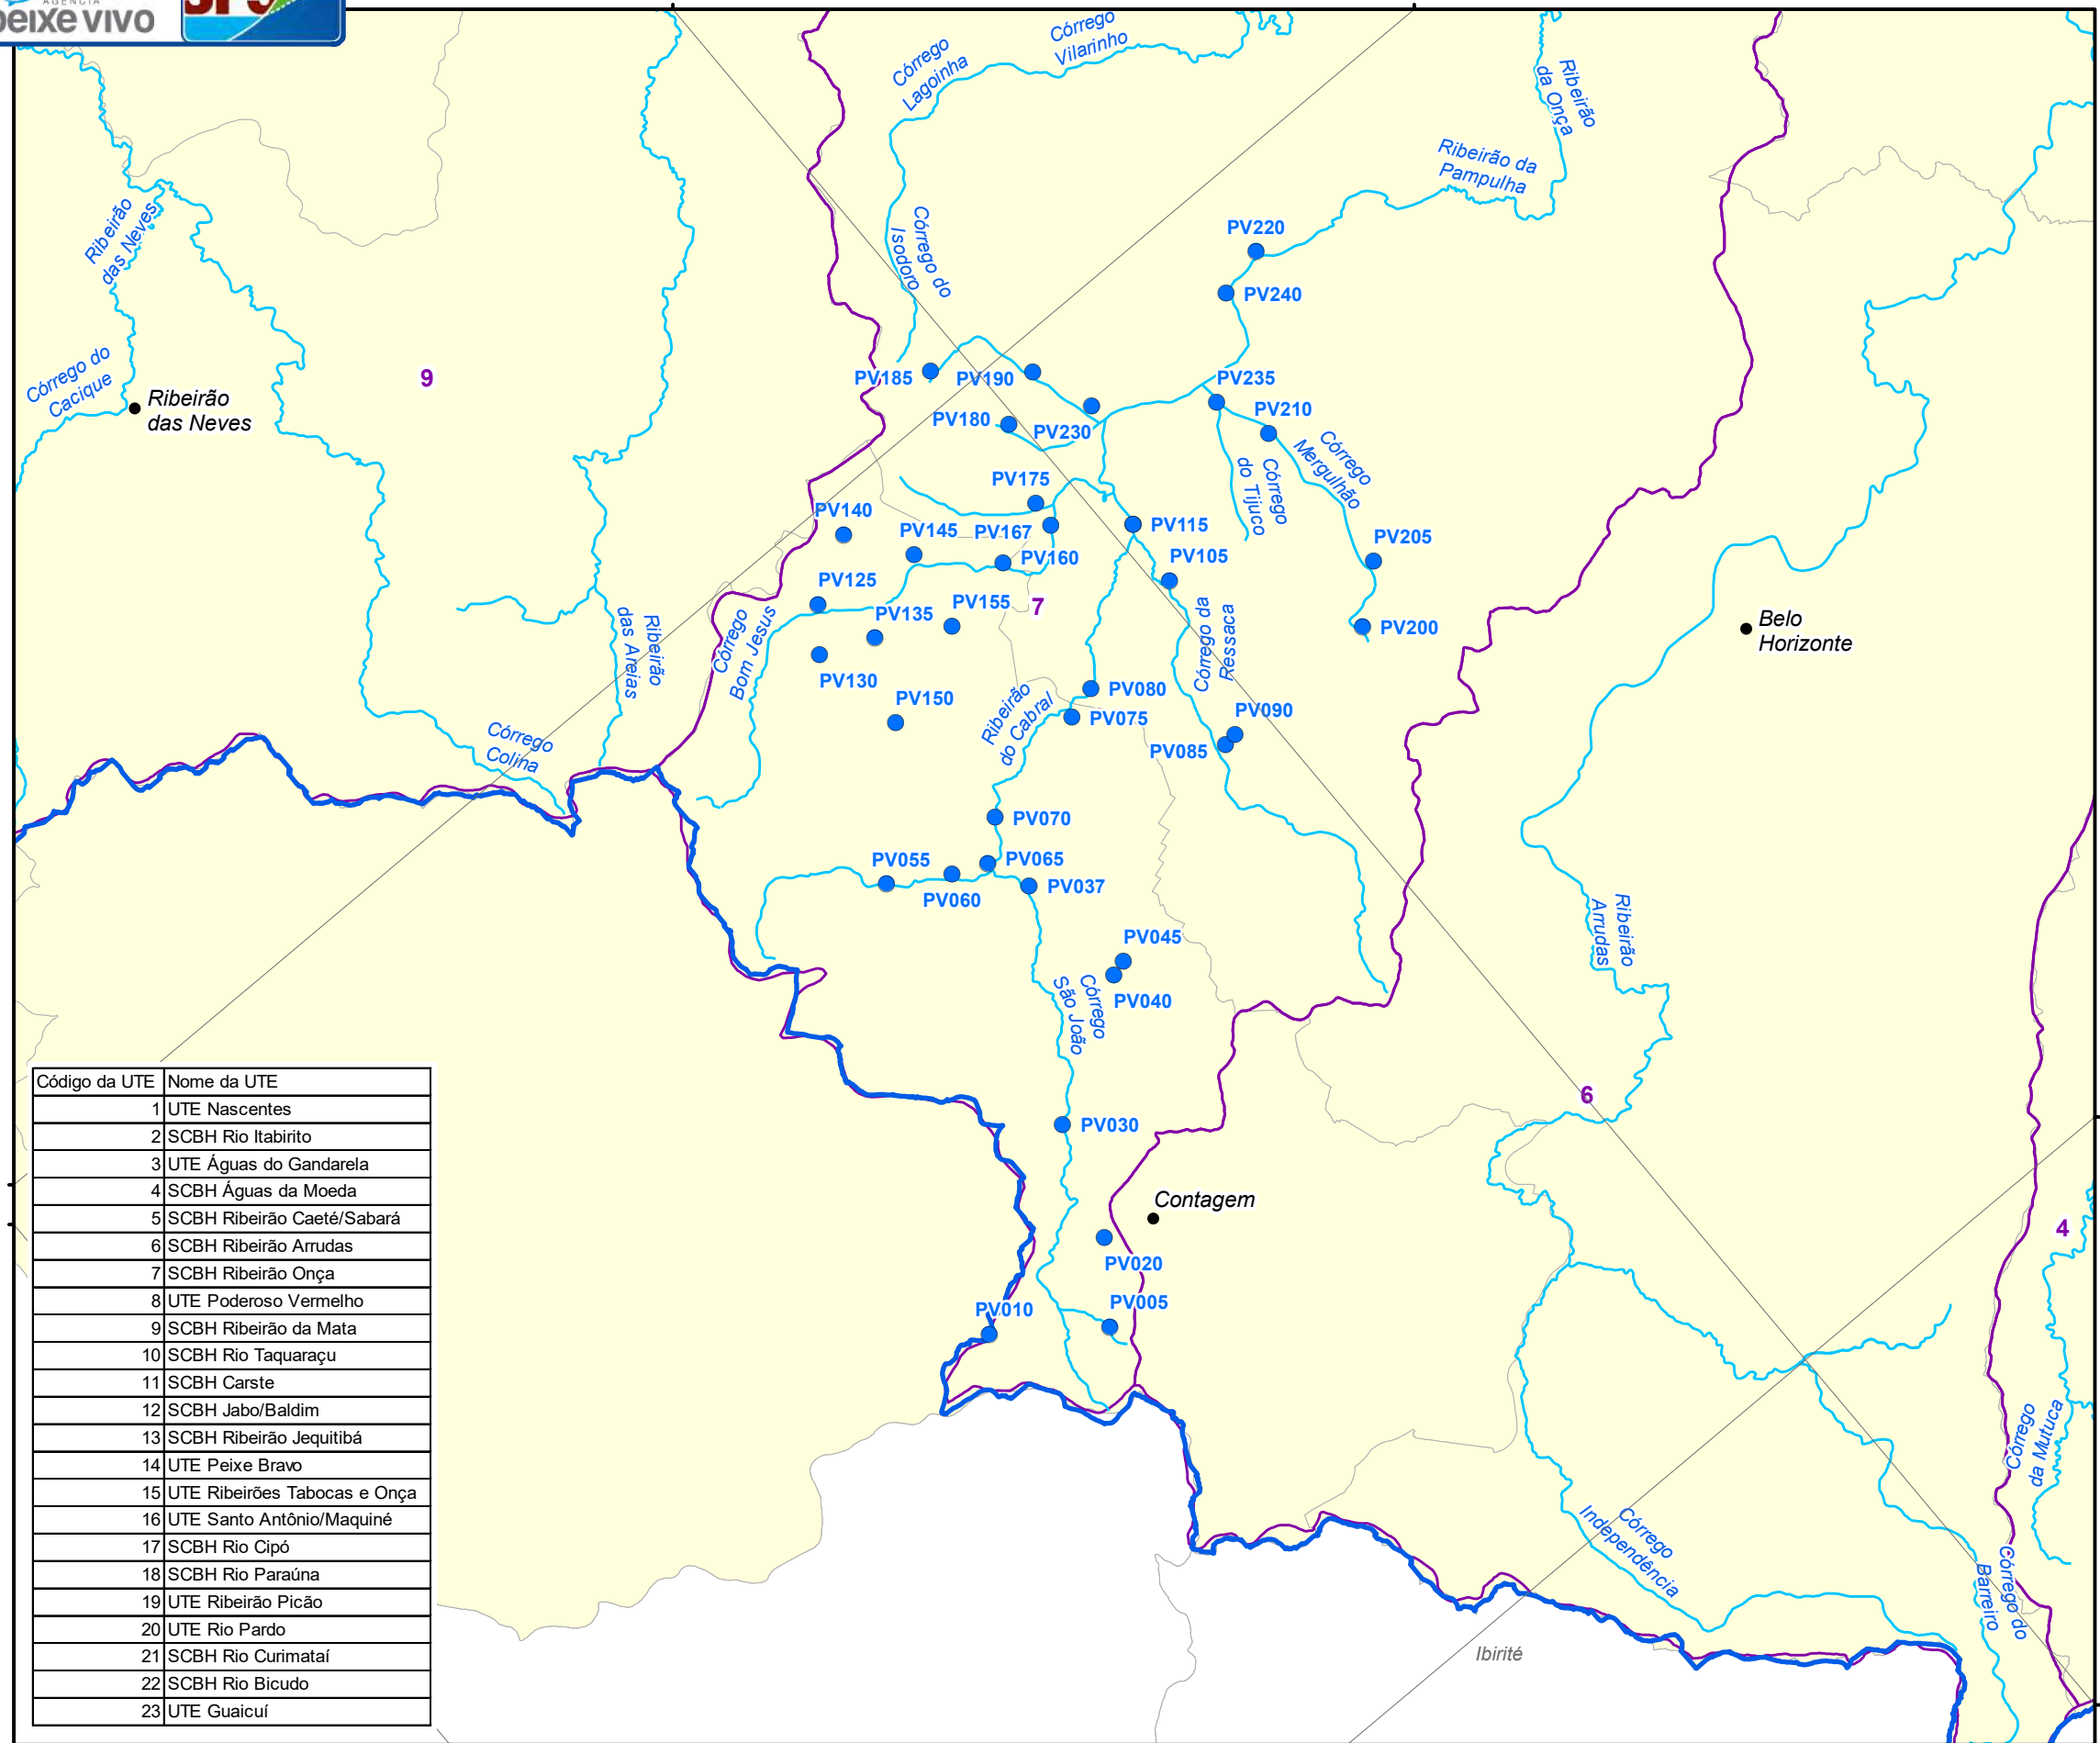 AGÊNCIA
peixe vivo
Córrego
Lagoinha
Córrego
Vilarinho
Ribeirão
da Onça
Ribeirão da
Pampulha
Ribeirão
das Neves
Córrego do
Isodoro
PV220
PV240
Córrego do
Cacique
Ribeirão
das Neves
9
PV185
PV190
PV235
PV180
PV230
PV210
Córrego
Mergulhão
Córrego
do Tijuco
PV175
PV140
PV145
PV167
PV115
PV160
PV105
PV205
PV125
PV135
PV155
7
PV200
Belo
Horizonte
Ribeirão
das Areias
Córrego
Bom Jesus
Córrego da
Ressaca
PV130
PV150
Ribeirão
do Cabral
PV080
PV075
PV090
PV085
Córrego
Colina
PV070
PV055
PV065
PV060
PV037
Ribeirão
Arrudas
PV045
PV040
Córrego
São João
6
PV030
Contagem
4
PV020
PV010
PV005
Código da UTE Nome da UTE
1 UTE Nascentes
2 SCBH Rio Itabirito
3 UTE Águas do Gandarela
4 SCBH Águas da Moeda
5 SCBH Ribeirão Caeté/Sabará
6 SCBH Ribeirão Arrudas
7 SCBH Ribeirão Onça
8 UTE Poderoso Vermelho
9 SCBH Ribeirão da Mata
10 SCBH Rio Taquaraçu
11 SCBH Carste
12 SCBH Jabo/Baldim
13 SCBH Ribeirão Jequitibá
14 UTE Peixe Bravo
15 UTE Ribeirões Tabocas e Onça
16 UTE Santo Antônio/Maquiné
17 SCBH Rio Cipó
18 SCBH Rio Paraúna
19 UTE Ribeirão Picão
20 UTE Rio Pardo
21 SCBH Rio Curimataí
22 SCBH Rio Bicudo
23 UTE Guaicuí
Córrego
da Mutuca
Córrego
Independência
Córrego do
Barreiro
Ibirité